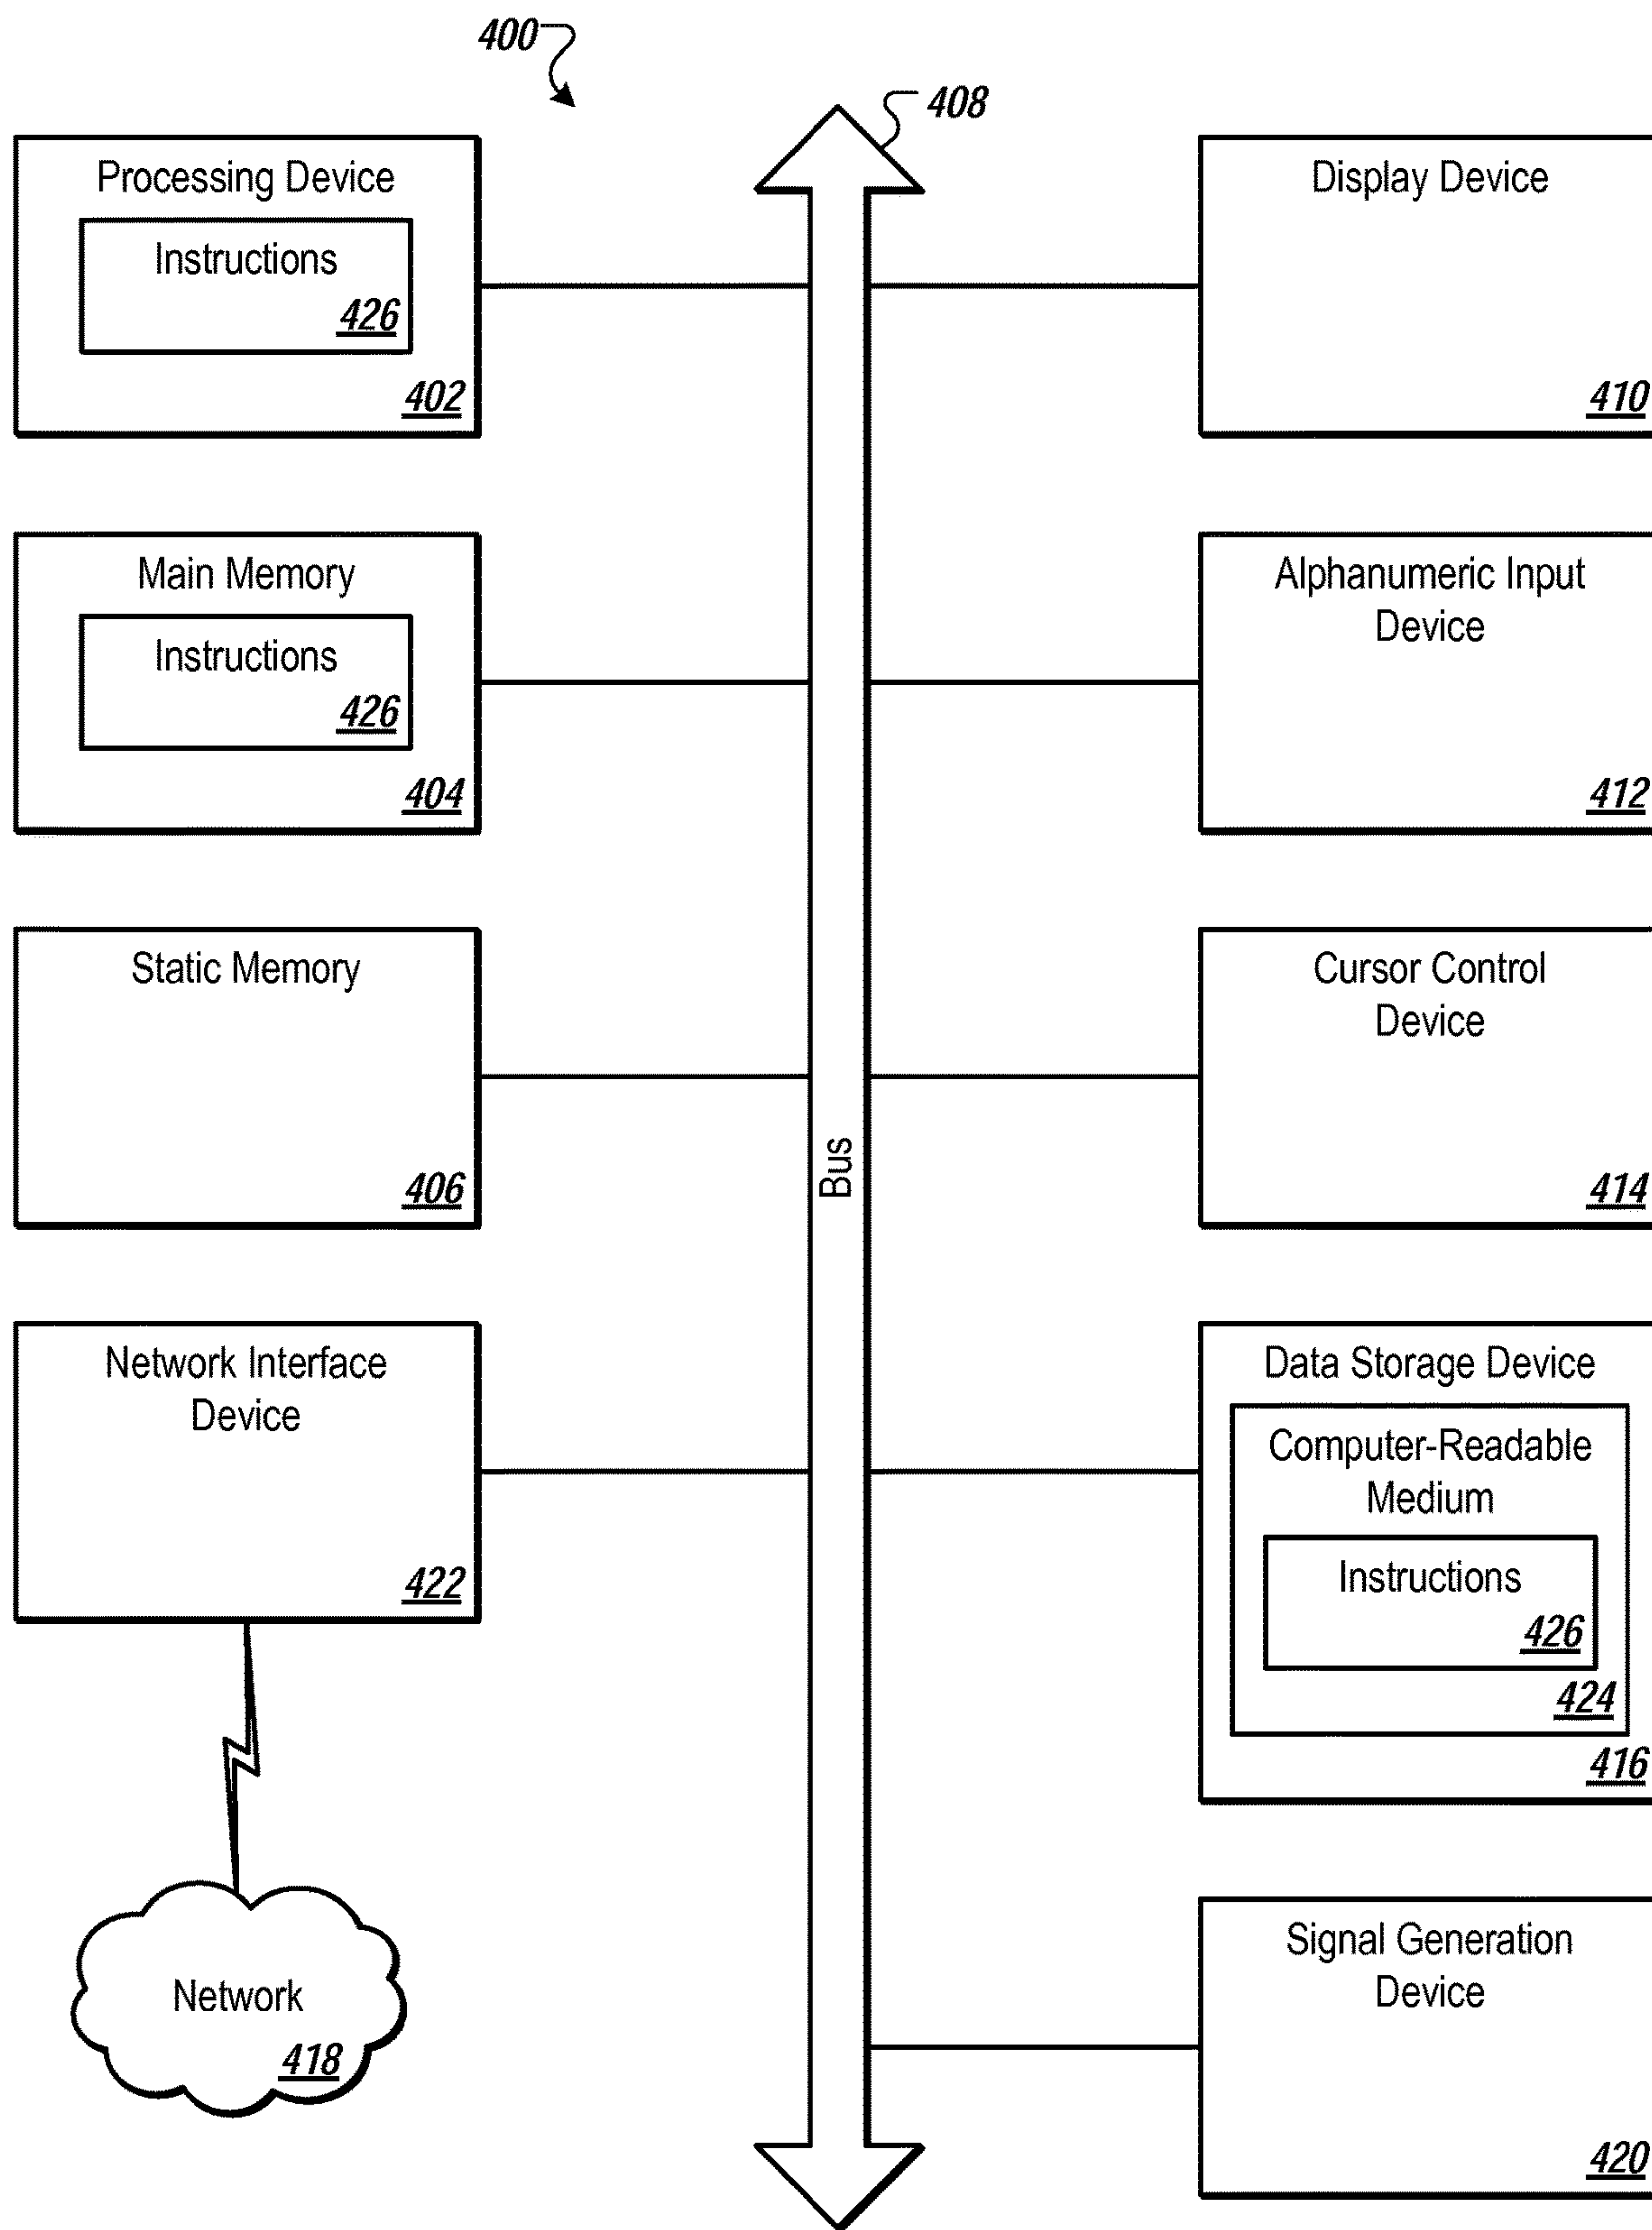 400
408
Processing Device
Instructions
426
402
Display Device
410
Main Memory
Instructions
426
404
Alphanumeric Input
Device
412
Static Memory
406
Cursor Control
Device
414
Bus
Network Interface
Device
422
Data Storage Device
Computer-Readable
Medium
Instructions
426
424
416
Network
418
Signal Generation
Device
420